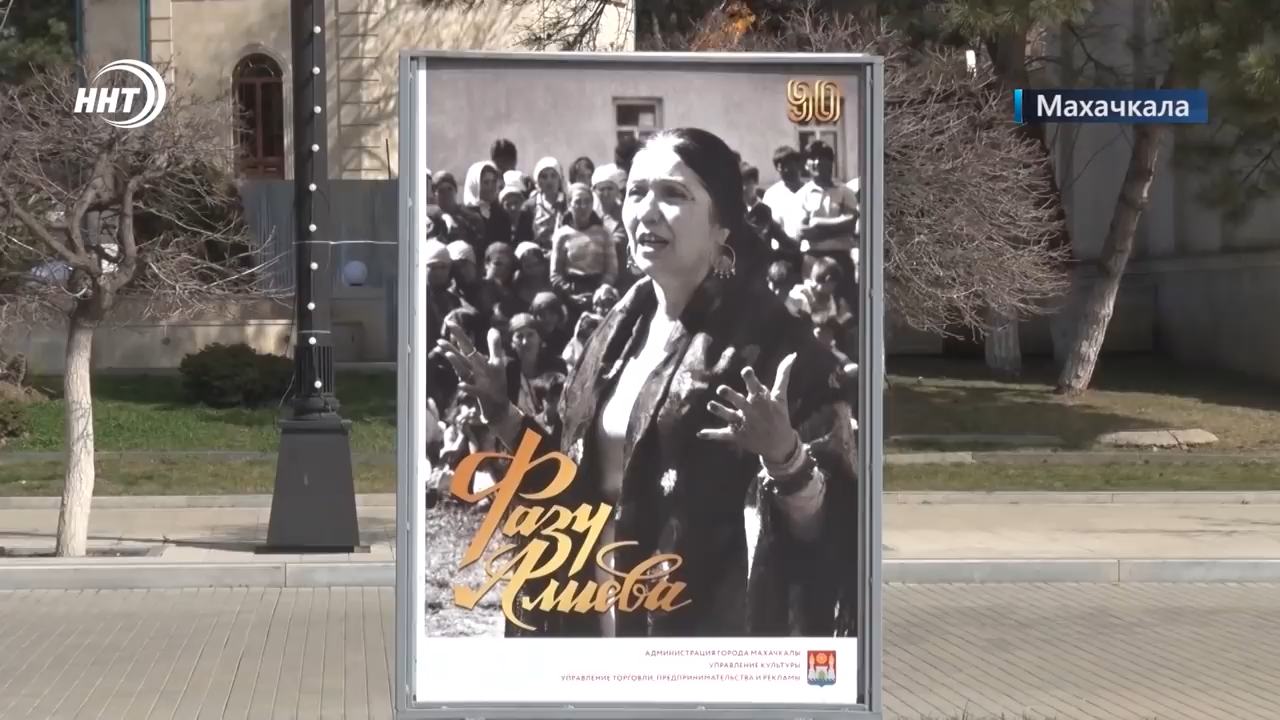 ННТ
Махачкала
90
Фазу
Алиева
АДМИНИСТРАЦИЯ ГОРОДА МАХАЧКАЛЫ
УПРАВЛЕНИЕ КУЛЬТУРЫ
УПРАВЛЕНИЕ ТОРГОВЛИ, ПРЕДПРИНИМАТЕЛЬСТВА И РЕКЛАМЫ